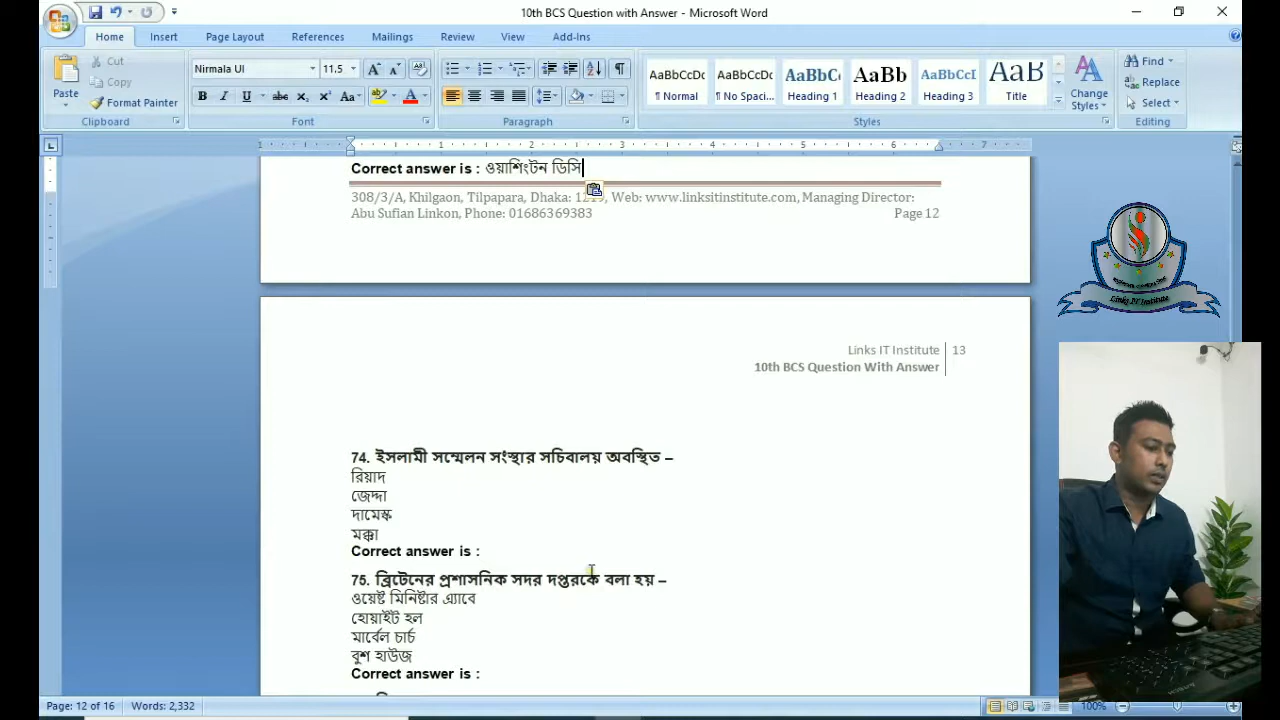 10th BCS Question with Answer - Microsoft Word
Home Insert Page Layout References Mailings Review View Add-Ins
Paste
Cut
Copy
Format Painter
Clipboard
Nirmala UI 11.5
Font
Paragraph
AaBbCcDc AaBbCcDc AaBbC AaBb AaBbCcD AaB
¶ Normal ¶ No Spaci... Heading 1 Heading 2 Heading 3 Title
Change Styles
Styles
Find
Replace
Select
Editing
Correct answer is : ওয়াশিংটন ডিসি
308/3/A, Khilgaon, Tilpapara, Dhaka: Web: www.linksitinstitute.com, Managing Director:
Abu Sufian Linkon, Phone: 01686369383 Page 12
Links IT Institute 13
10th BCS Question With Answer
74. ইসলামী সম্মেলন সংস্থার সচিবালয় অবস্থিত –
রিয়াদ
জেদ্দা
দামেস্ক
মক্কা
Correct answer is :
75. ব্রিটেনের প্রশাসনিক সদর দপ্তরকে বলা হয় –
ওয়েষ্ট মিনিষ্টার এ্যাবে
হোয়াইট হল
মার্বেল চার্চ
বুশ হাউজ
Correct answer is :
Links IT Institute
Page: 12 of 16 Words: 2,332 100%